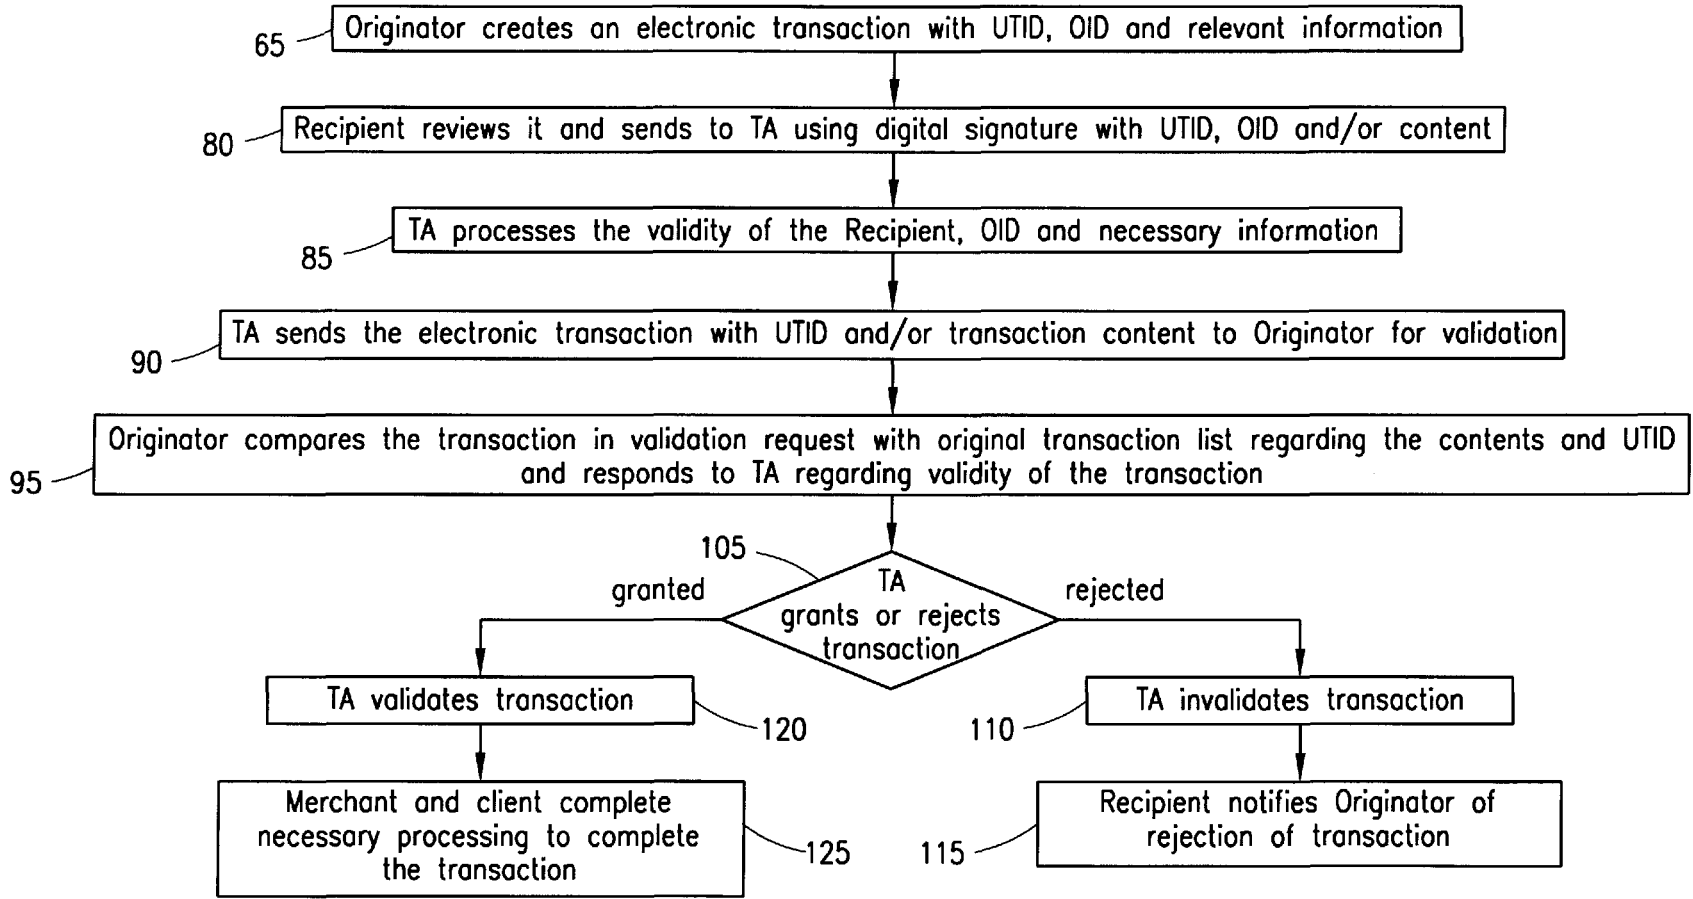 Originator creates an electronic transaction with UTID, OID and relevant information
65
Recipient reviews it and sends to TA using digital signature with UTID, OID and/or content
80
TA processes the validity of the Recipient, OID and necessary information
85
TA sends the electronic transaction with UTID and/or transaction content to Originator for validation
90
Originator compares the transaction in validation request with original transaction list regarding the contents and UTID
and responds to TA regarding validity of the transaction
95
105
TA
grants or rejects
transaction
granted
rejected
TA validates transaction
120
TA invalidates transaction
110
Merchant and client complete
necessary processing to complete
the transaction
125
Recipient notifies Originator of
rejection of transaction
115